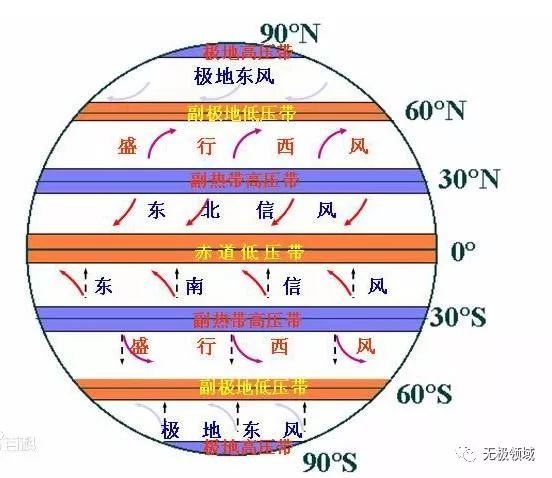 90°N
极地高压带
极地东风
60°N
副极地低压带
盛行西风
30°N
副热带高压带
东北信风
赤道低压带
0°
东南信风
副热带高压带
30°S
盛行西风
副极地低压带
60°S
极地东风
极地高压带
90°S
百科
无极领域